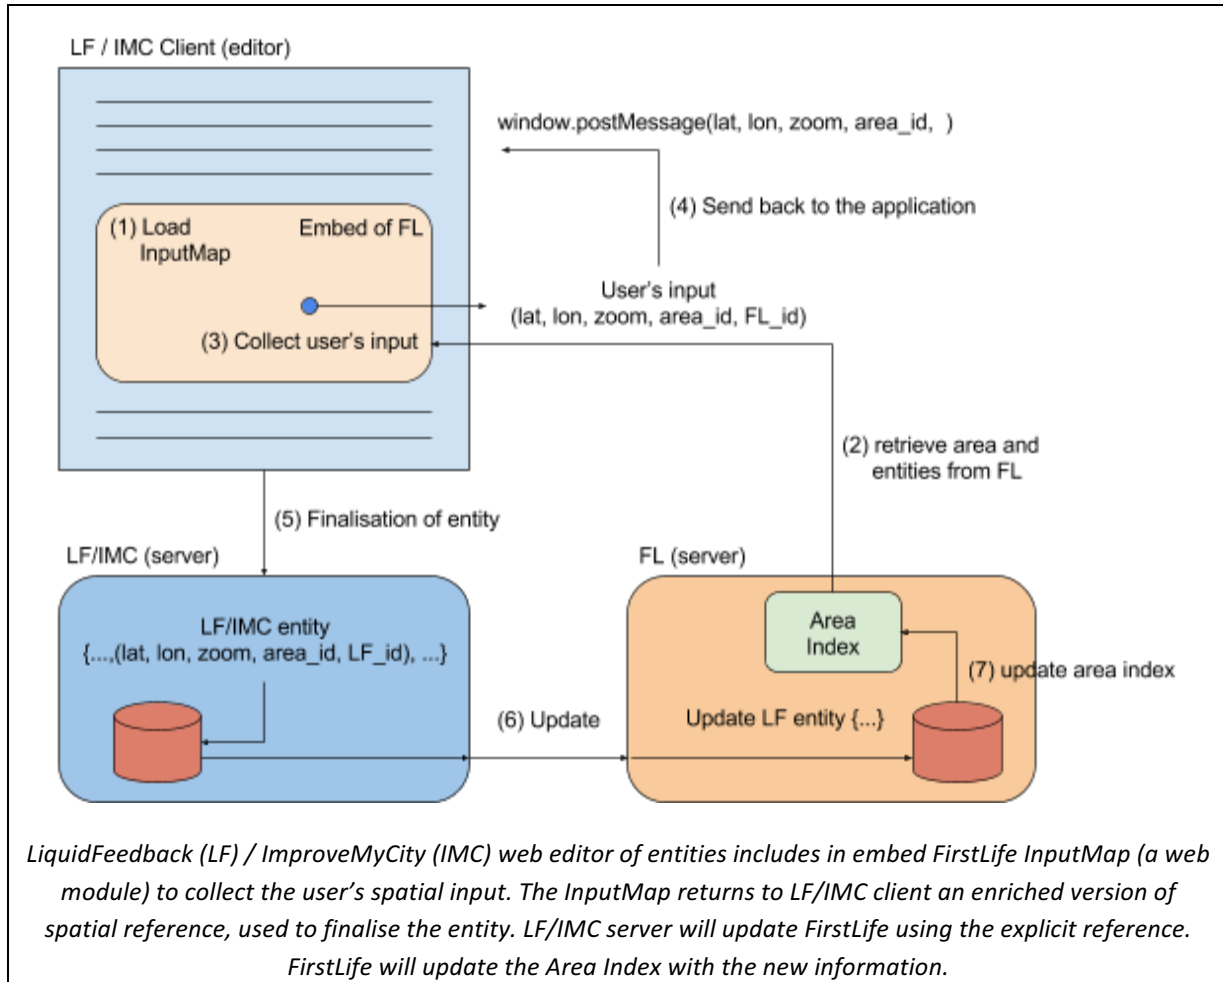 LF / IMC Client (editor)
window.postMessage(lat, lon, zoom, area_id,  )
(4) Send back to the application
(1) Load
InputMap
Embed of FL
User's input
(lat, lon, zoom, area_id, FL_id)
(3) Collect user's input
(2) retrieve area and
entities from FL
(5) Finalisation of entity
LF/IMC (server)
FL (server)
LF/IMC entity
{...,(lat, lon, zoom, area_id, LF_id), ...}
Area
Index
(7) update area index
(6) Update
Update LF entity {...}
LiquidFeedback (LF) / ImproveMyCity (IMC) web editor of entities includes in embed FirstLife InputMap (a web
module) to collect the user's spatial input. The InputMap returns to LF/IMC client an enriched version of
spatial reference, used to finalise the entity. LF/IMC server will update FirstLife using the explicit reference.
FirstLife will update the Area Index with the new information.